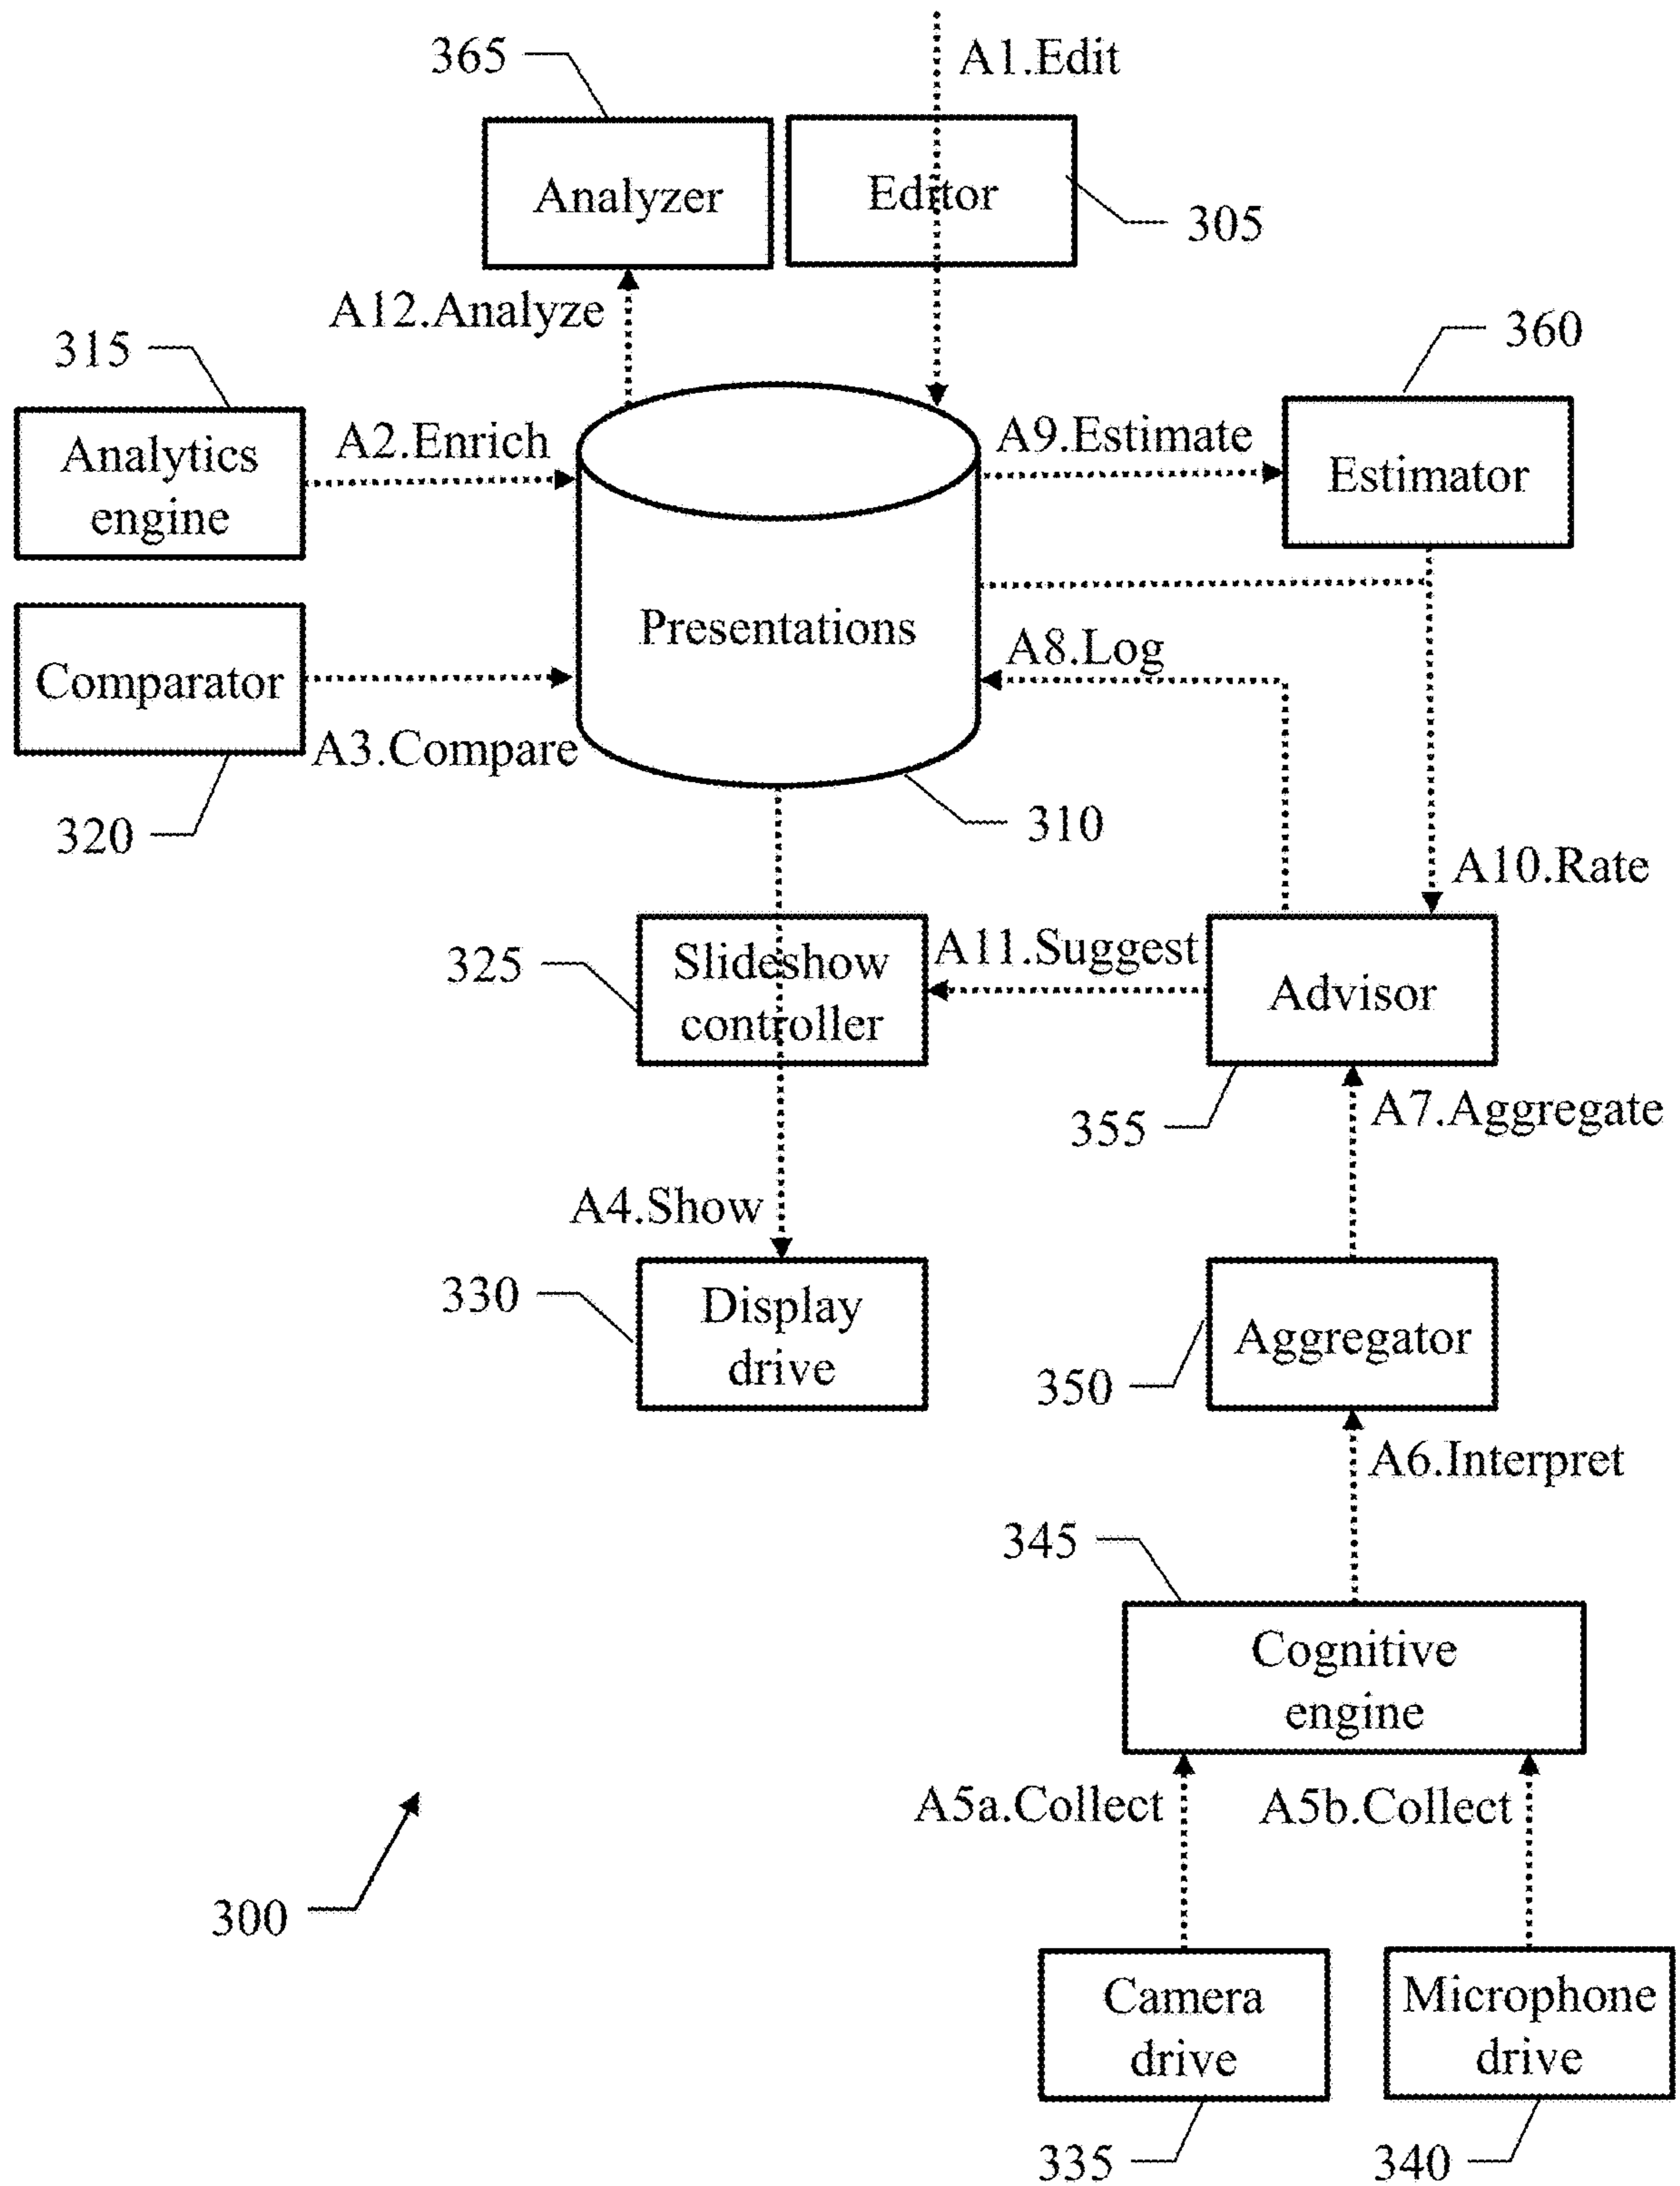 A1.Edit
365
Analyzer
Editor
305
A12.Analyze
315
360
Analytics
engine
A2.Enrich
A9.Estimate
Estimator
Presentations
A8.Log
Comparator
A3.Compare
320
310
A10.Rate
325
Slideshow
controller
A11.Suggest
Advisor
355
A7.Aggregate
A4.Show
330
Display
drive
Aggregator
350
A6.Interpret
345
Cognitive
engine
A5a.Collect
A5b.Collect
300
Camera
drive
Microphone
drive
335
340